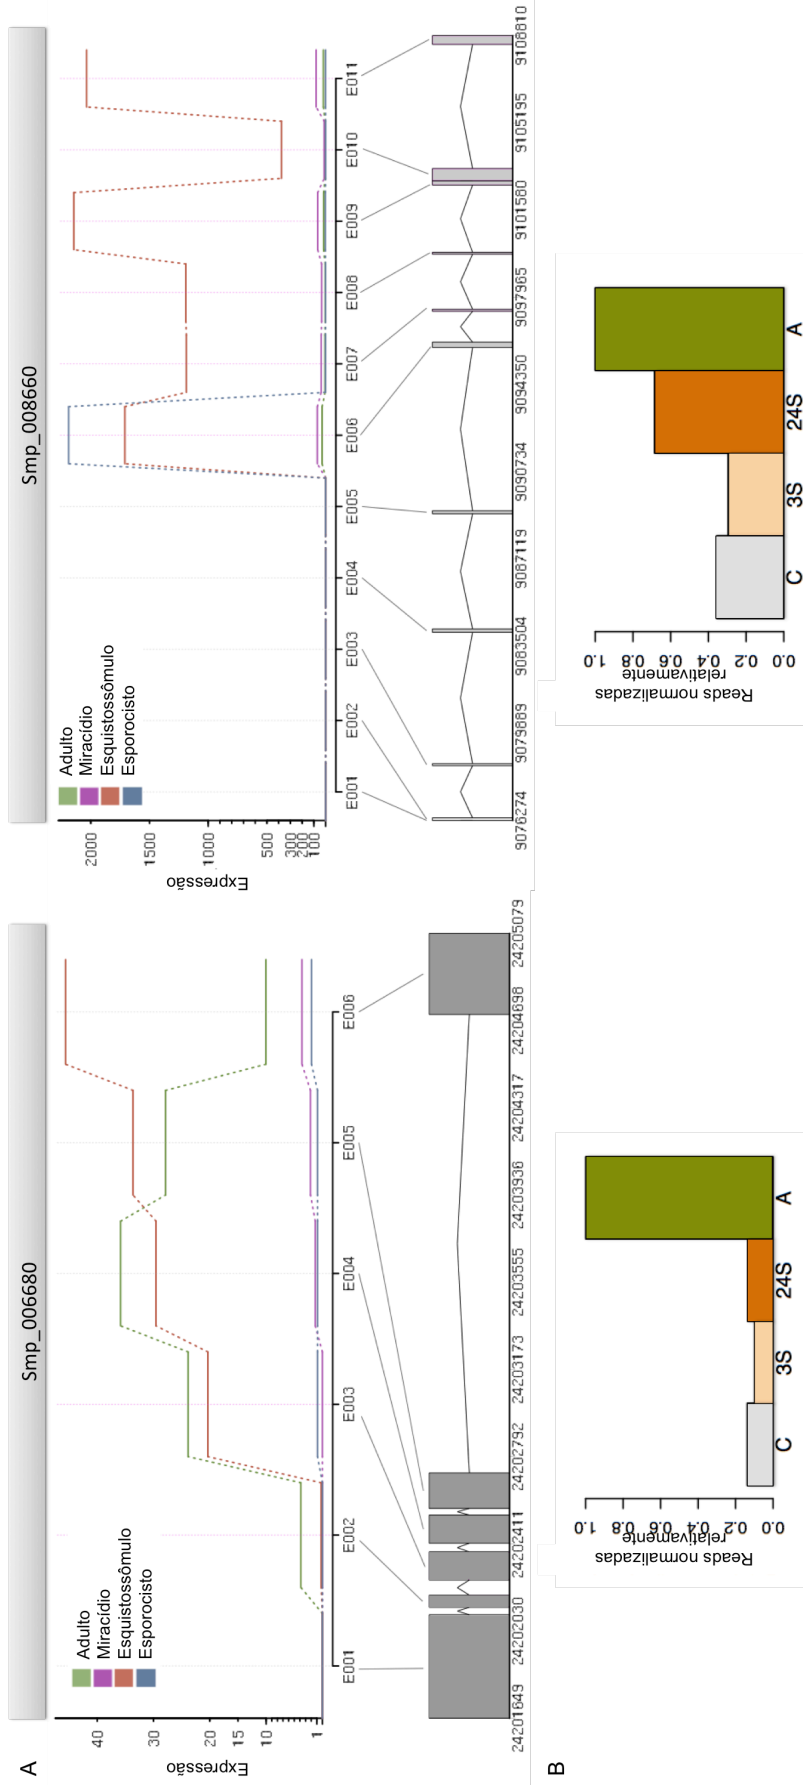 A
Smp_006680
Adulto
Miracídio
Esquistossômulo
Esporocisto
Expressão
40
30
20
15
10
1
E001 E002 E003 E004 E005 E006
24201649 24202030 24202411 24202792 24203173 24203555 24203936 24204317 24204698 24205079
Smp_008660
Adulto
Miracídio
Esquistossômulo
Esporocisto
Expressão
2000
1500
1000
500
300
200
100
E001 E002 E003 E004 E005 E006 E007 E008 E009 E010 E011
9076274 9079889 9083504 9087119 9090734 9094350 9097965 9101580 9105195 9108810
B
Reads normalizadas
relativamente
1.0
0.8
0.6
0.4
0.2
0.0
C 3S 24S A
Reads normalizadas
relativamente
1.0
0.8
0.6
0.4
0.2
0.0
C 3S 24S A